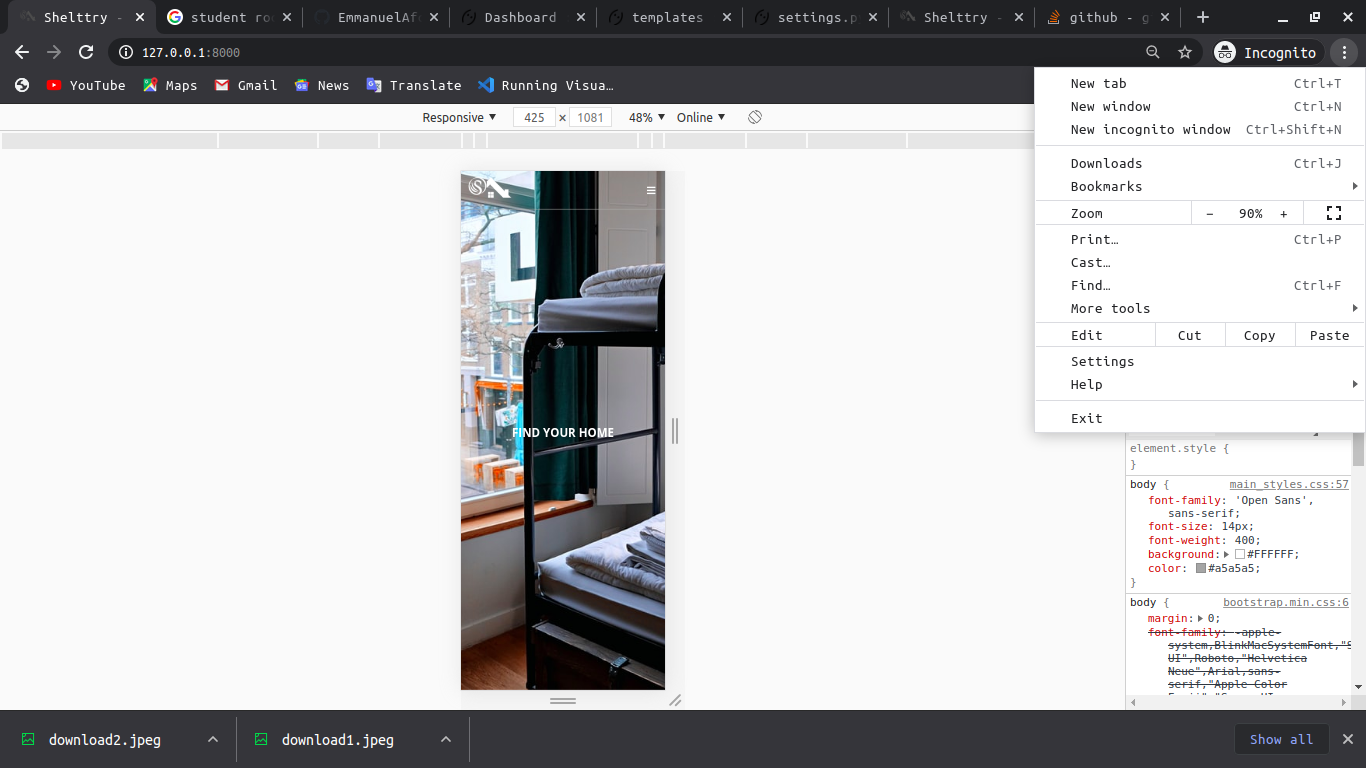 Shelttry -
student ro
EmmanuelAf
Dashboard
templates
settings.p
Shelttry -
github - g
127.0.0.1:8000
Incognito
YouTube
Maps
Gmail
News
Translate
Running Visua…
Responsive
425 x 1081
48%
Online
New tab Ctrl+T
New window Ctrl+N
New incognito window Ctrl+Shift+N
Downloads Ctrl+J
Bookmarks
Zoom - 90% +
Print… Ctrl+P
Cast…
Find… Ctrl+F
More tools
Edit Cut Copy Paste
Settings
Help
Exit
FIND YOUR HOME
element.style {
}
body { main_styles.css:57
font-family: 'Open Sans',
sans-serif;
font-size: 14px;
font-weight: 400;
background: #FFFFFF;
color: #a5a5a5;
}
body { bootstrap.min.css:6
margin: 0;
font-family: -apple-
system,BlinkMacSystemFont,"S
UI",Roboto,"Helvetica
Neue",Arial,sans-
serif,"Apple Color
download2.jpeg
download1.jpeg
Show all